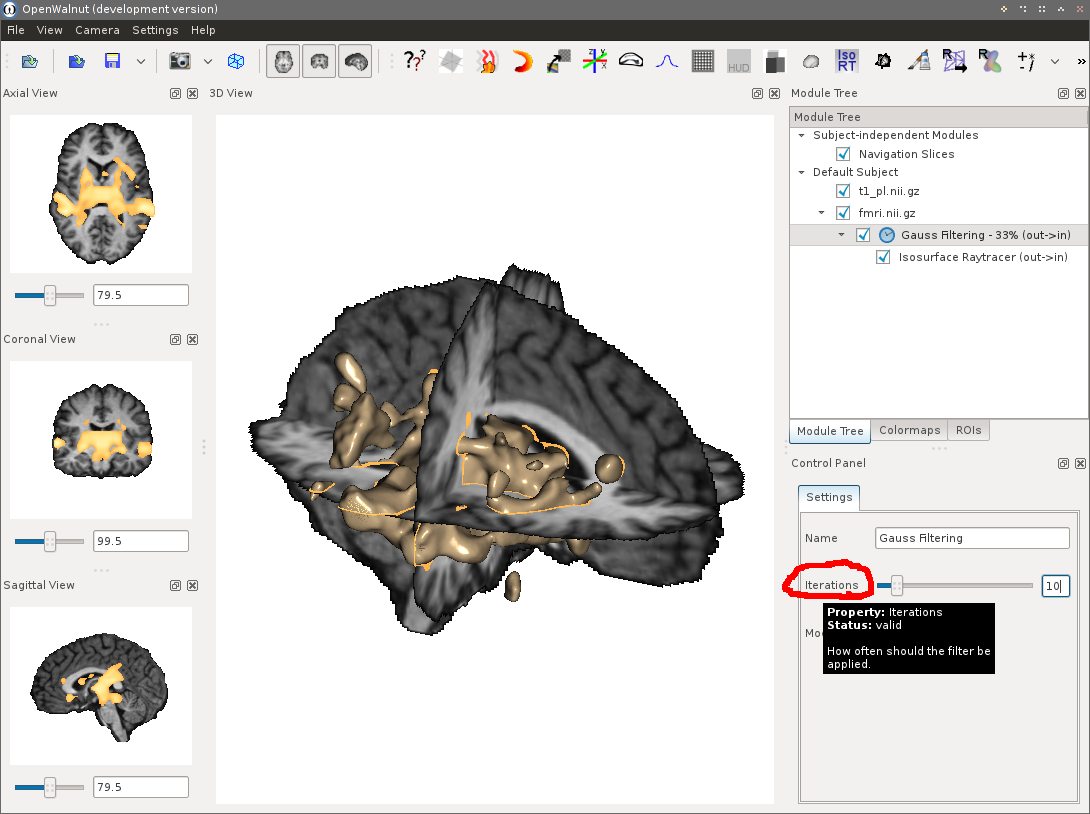 OpenWalnut (development version)
File View Camera Settings Help
?? HUD ISO RT R R +-/ »
Axial View
3D View
Module Tree
79.5
Coronal View
99.5
Sagittal View
79.5
Module Tree
Subject-independent Modules
Navigation Slices
Default Subject
t1_pl.nii.gz
fmri.nii.gz
Gauss Filtering - 33% (out->in)
Isosurface Raytracer (out->in)
Module Tree Colormaps ROIs
Control Panel
Settings
Name Gauss Filtering
Iterations 10
Property: Iterations
Status: valid
How often should the filter be
applied.